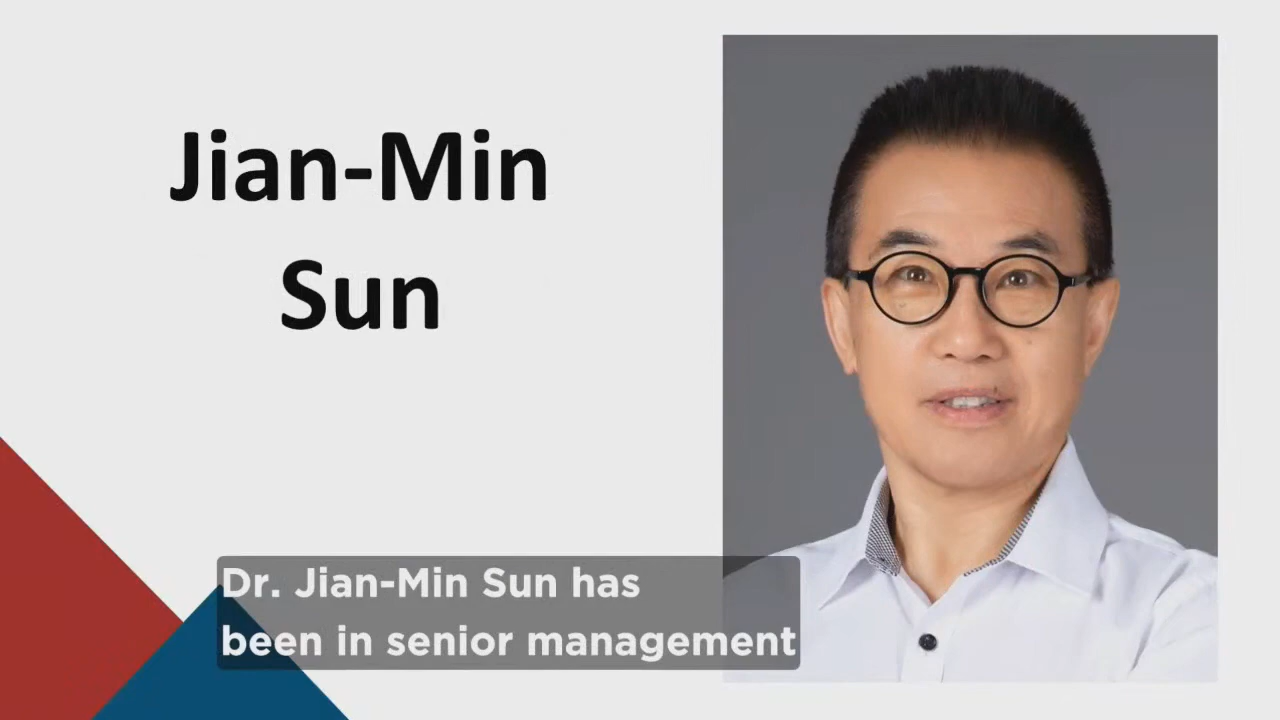 Jian-Min
Sun
Dr. Jian-Min Sun has
been in senior management